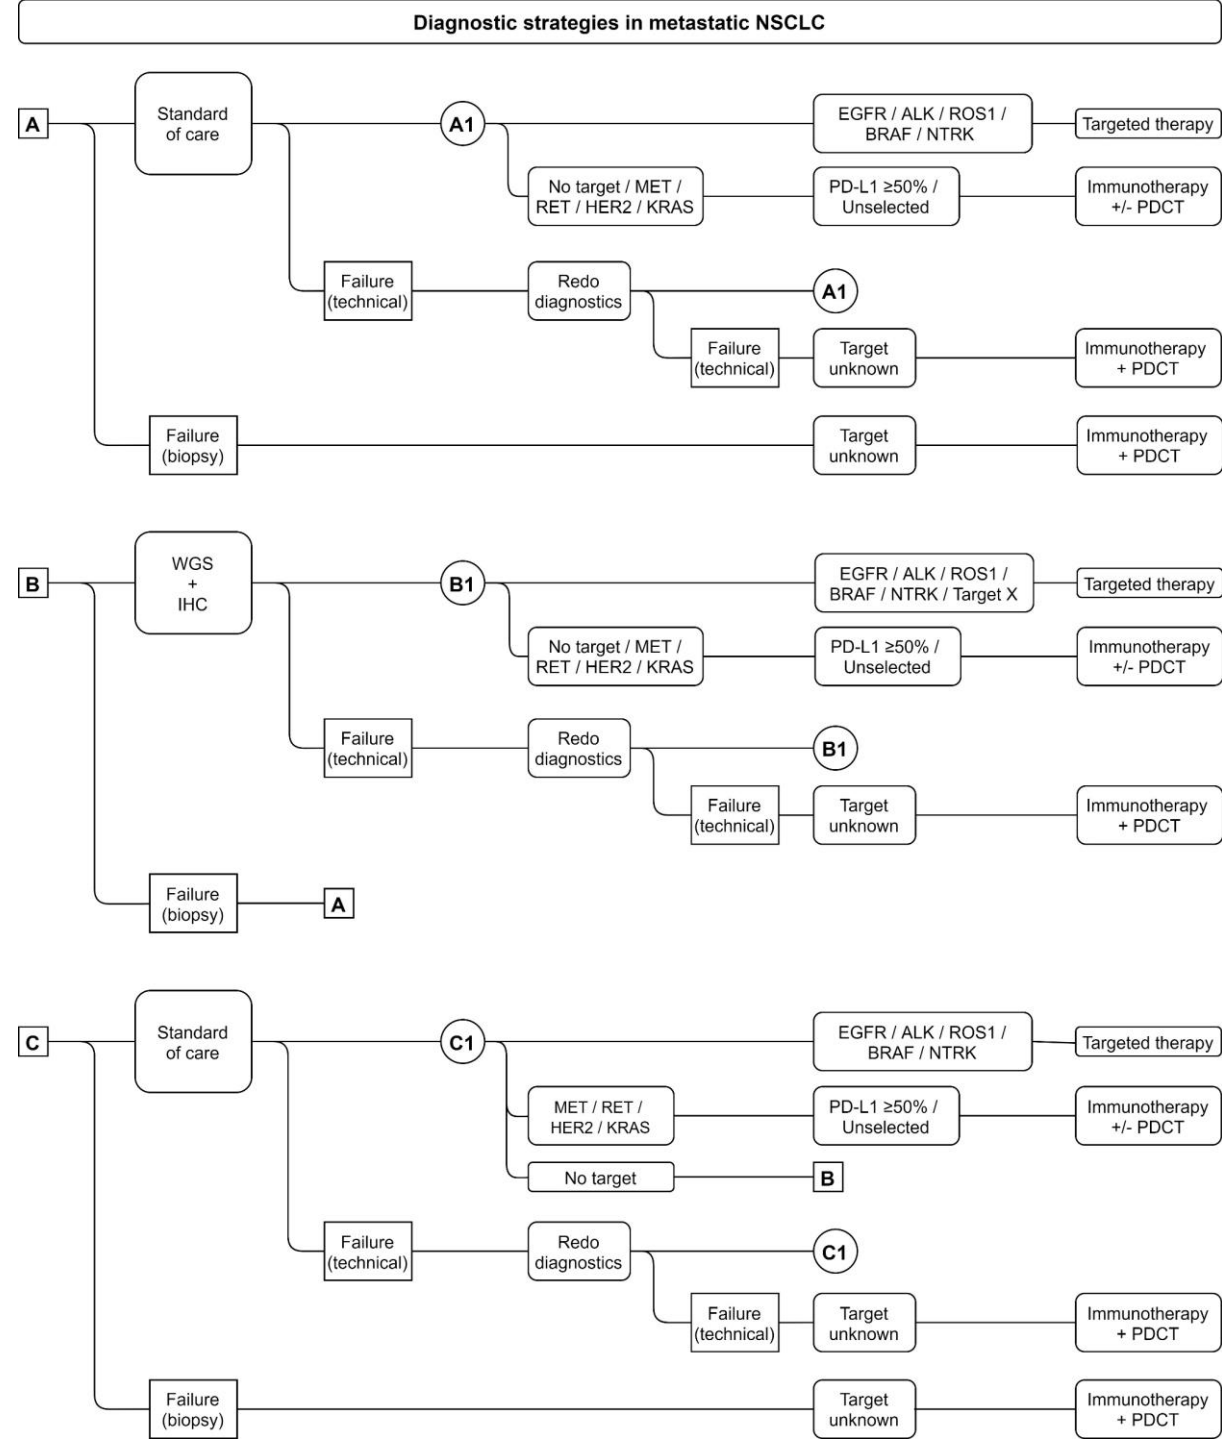 Diagnostic strategies in metastatic NSCLC
A
Standard
of care
A1
EGFR / ALK / ROS1 /
BRAF / NTRK
Targeted therapy
No target / MET /
RET / HER2 / KRAS
PD-L1 ≥50% /
Unselected
Immunotherapy
+/- PDCT
Failure
(technical)
Redo
diagnostics
A1
Failure
(technical)
Target
unknown
Immunotherapy
+ PDCT
Failure
(biopsy)
Target
unknown
Immunotherapy
+ PDCT
B
WGS
+
IHC
B1
EGFR / ALK / ROS1 /
BRAF / NTRK / Target X
Targeted therapy
No target / MET /
RET / HER2 / KRAS
PD-L1 ≥50% /
Unselected
Immunotherapy
+/- PDCT
Failure
(technical)
Redo
diagnostics
B1
Failure
(technical)
Target
unknown
Immunotherapy
+ PDCT
Failure
(biopsy)
A
C
Standard
of care
C1
EGFR / ALK / ROS1 /
BRAF / NTRK
Targeted therapy
MET / RET /
HER2 / KRAS
PD-L1 ≥50% /
Unselected
Immunotherapy
+/- PDCT
No target
B
Failure
(technical)
Redo
diagnostics
C1
Failure
(technical)
Target
unknown
Immunotherapy
+ PDCT
Failure
(biopsy)
Target
unknown
Immunotherapy
+ PDCT